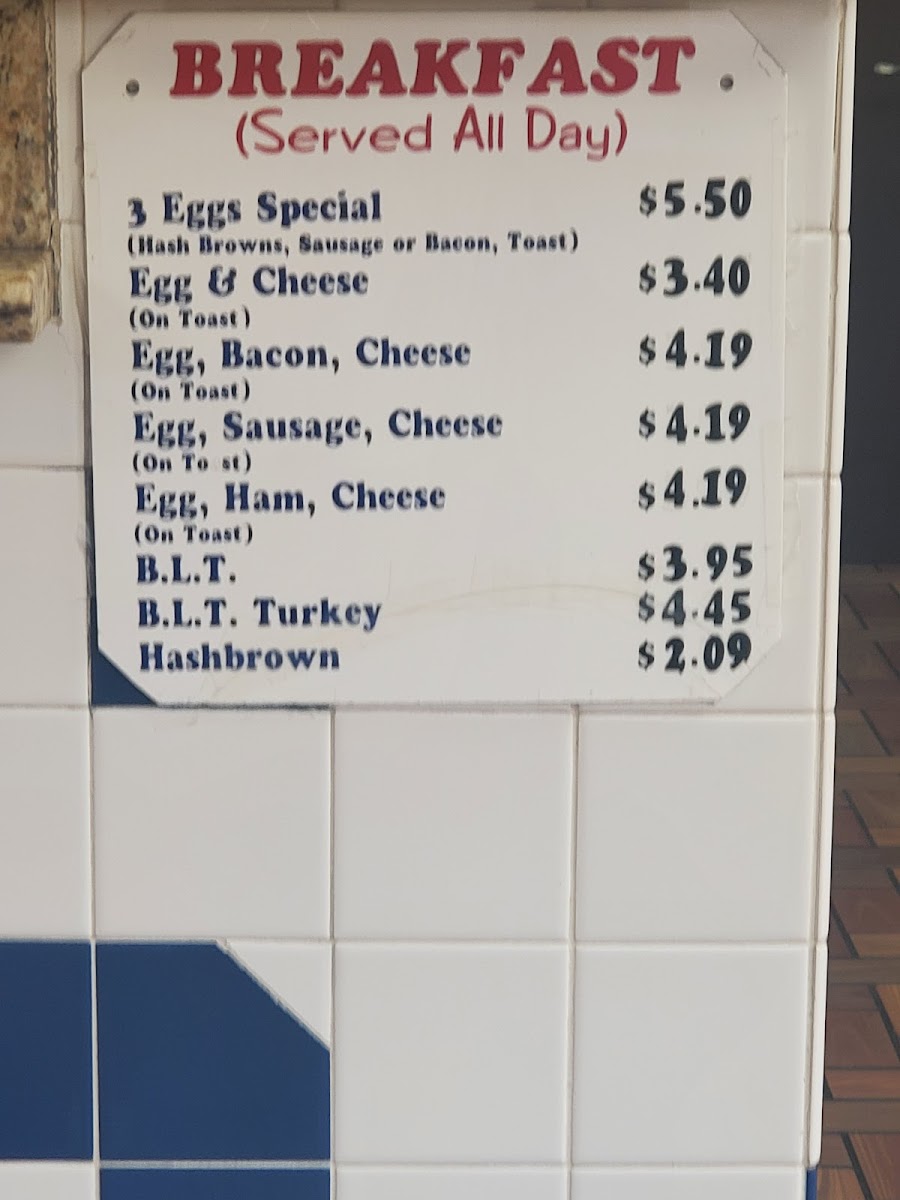 BREAKFAST
(Served All Day)
3 Eggs Special $5.50
(Hash Browns, Sausage or Bacon, Toast)
Egg & Cheese $3.40
(On Toast)
Egg, Bacon, Cheese $4.19
(On Toast)
Egg, Sausage, Cheese $4.19
(On To st)
Egg, Ham, Cheese $4.19
(On Toast)
B.L.T. $3.95
B.L.T. Turkey $4.45
Hashbrown $2.09